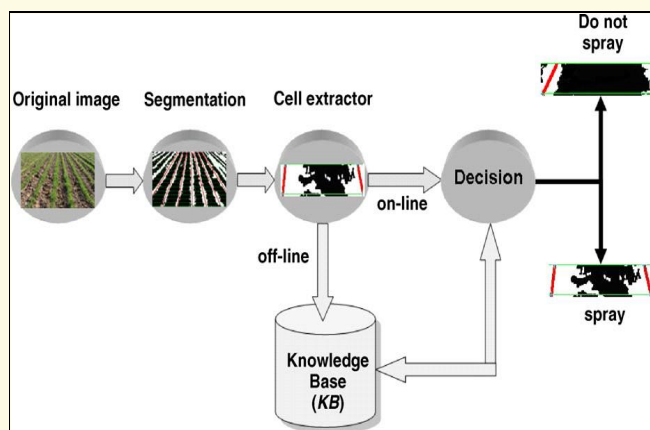 Do not
spray
Original image
Segmentation
Cell extractor
Decision
on-line
off-line
spray
Knowledge
Base
(KB)